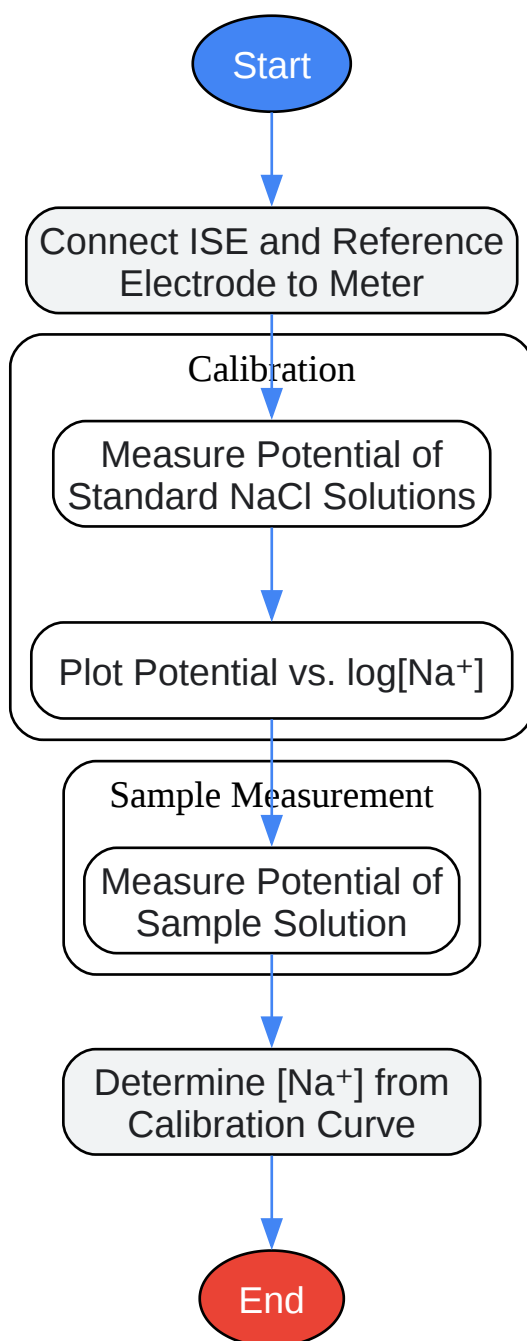 Start
Connect ISE and Reference
Electrode to Meter
Calibration
Measure Potential of
Standard NaCl Solutions
Plot Potential vs. log[Na⁺]
Sample Measurement
Measure Potential of
Sample Solution
Determine [Na⁺] from
Calibration Curve
End